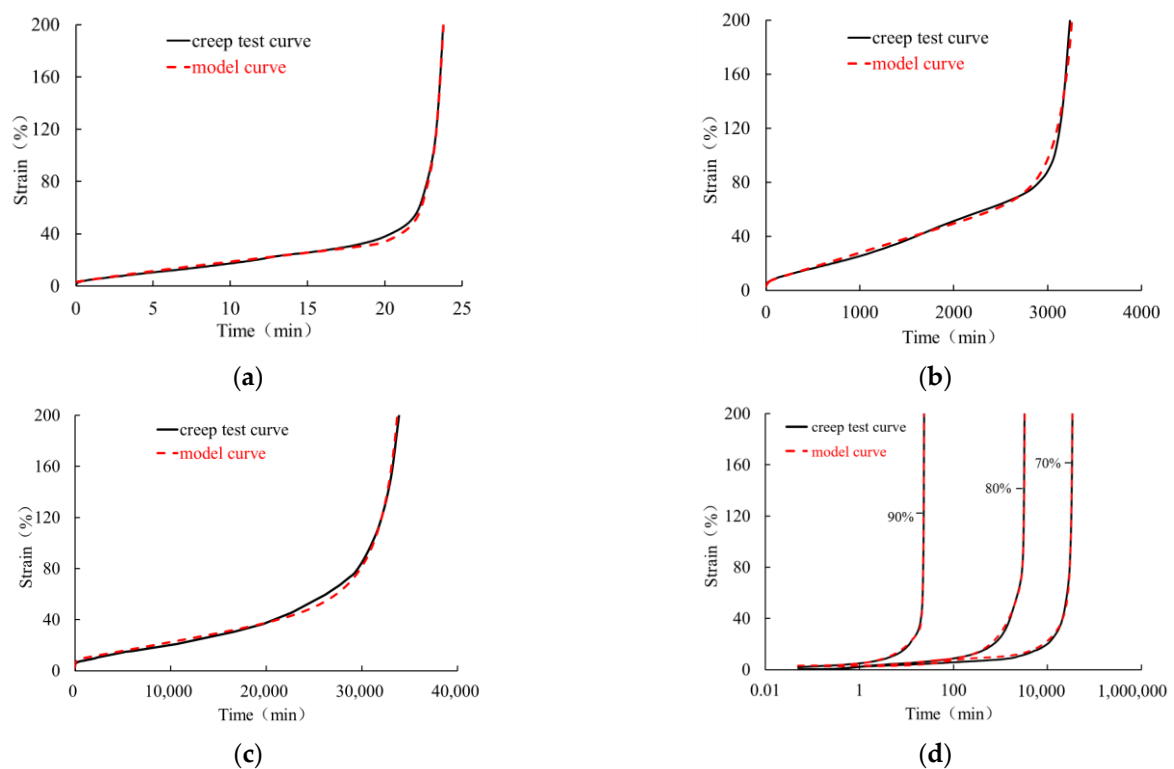 200
160
120
80
40
0
Strain（%）
creep test curve
model curve
0 5 10 15 20 25
Time（min）
(a)
200
160
120
80
40
0
Strain（%）
creep test curve
model curve
0 1000 2000 3000 4000
Time（min）
(b)
200
160
120
80
40
0
Strain（%）
creep test curve
model curve
0 10,000 20,000 30,000 40,000
Time（min）
(c)
200
160
120
80
40
0
Strain（%）
creep test curve
model curve
70%
80%
90%
0.01 1 100 10,000 1,000,000
Time（min）
(d)